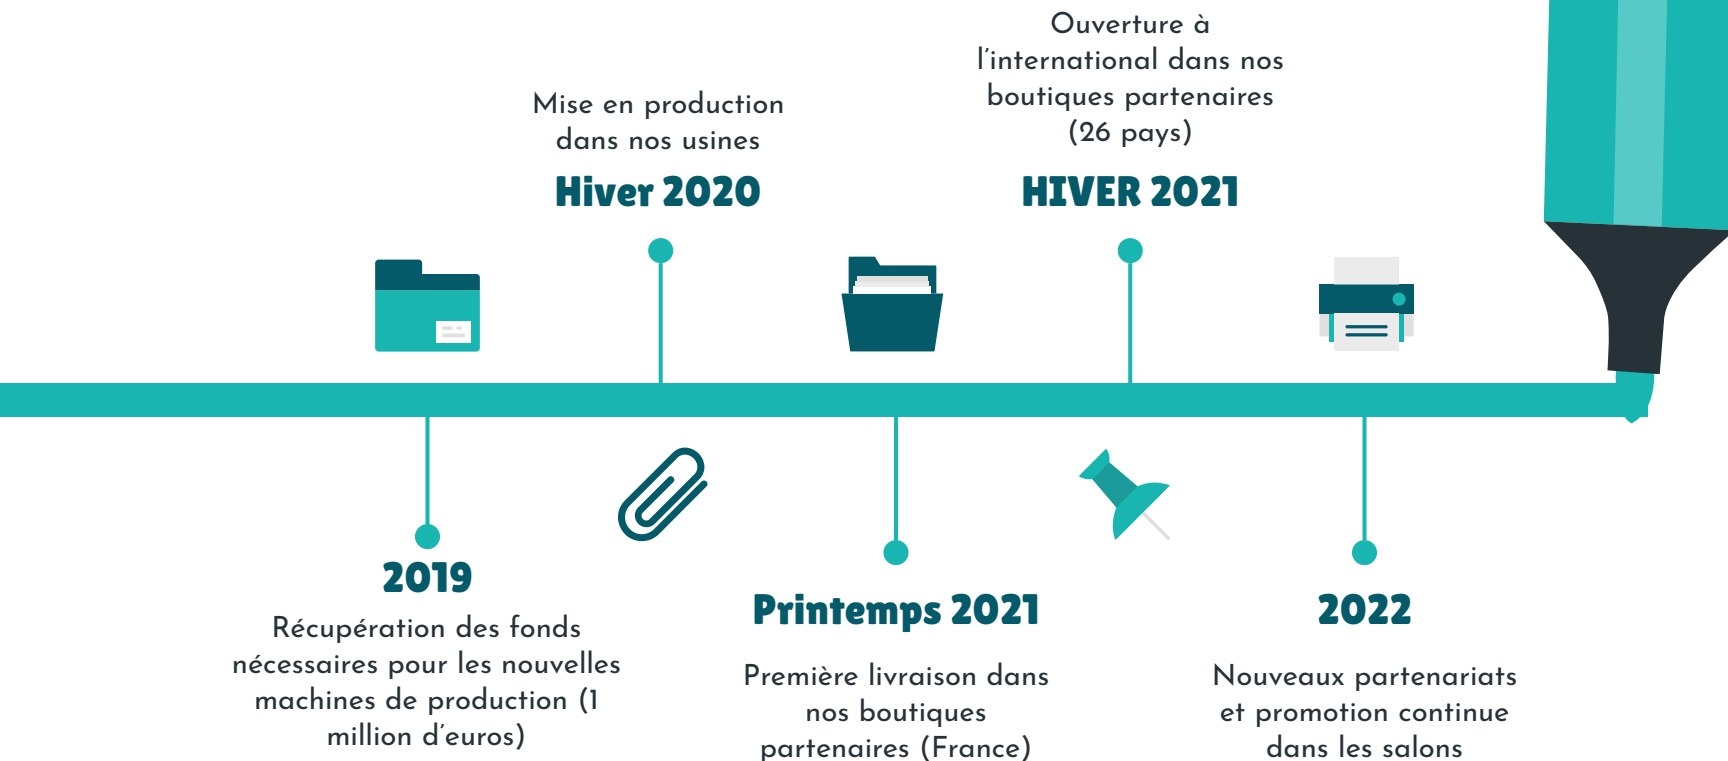 Ouverture à
l'international dans nos
boutiques partenaires
(26 pays)
HIVER 2021
Mise en production
dans nos usines
Hiver 2020
2019
Récupération des fonds
nécessaires pour les nouvelles
machines de production (1
million d'euros)
Printemps 2021
Première livraison dans
nos boutiques
partenaires (France)
2022
Nouveaux partenariats
et promotion continue
dans les salons